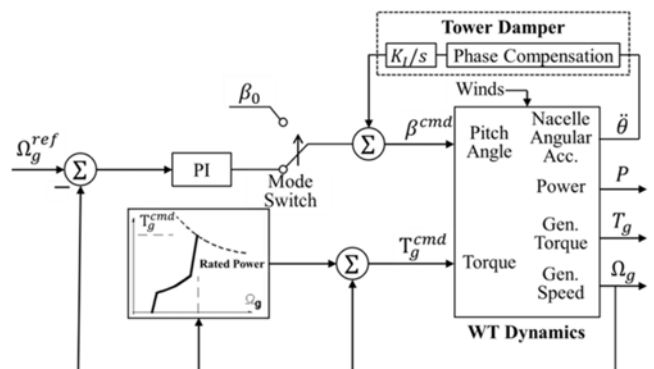 Tower Damper
K_I/s
Phase Compensation
Winds
β_0
β^{cmd}
Pitch
Angle
Nacelle
Angular
Acc.
θ̈
Ω_g^{ref}
Σ
Σ
−
PI
Mode
Switch
Power
P
T_g^{cmd}
Rated Power
Ω_g
Σ
T_g^{cmd}
Torque
Gen.
Torque
T_g
Gen.
Speed
Ω_g
WT Dynamics